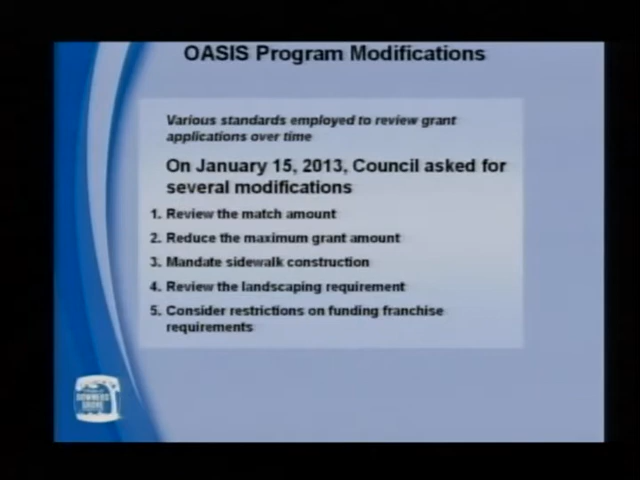 OASIS Program Modifications
Various standards employed to review grant
applications over time
On January 15, 2013, Council asked for
several modifications
1. Review the match amount
2. Reduce the maximum grant amount
3. Mandate sidewalk construction
4. Review the landscaping requirement
5. Consider restrictions on funding franchise
requirements
DOWNERS
GROVE